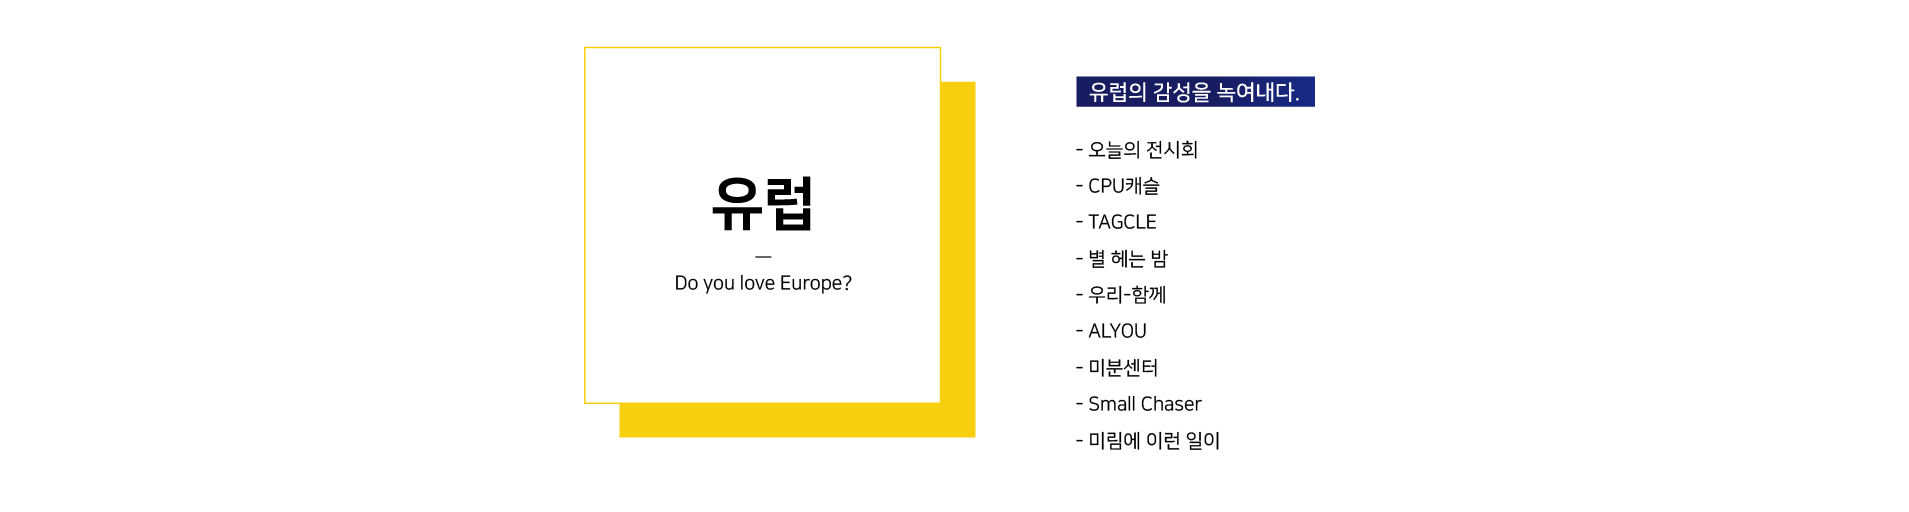 유럽
Do you love Europe?
유럽의 감성을 녹여내다.
- 오늘의 전시회
- CPU캐슬
- TAGCLE
- 별 헤는 밤
- 우리-함께
- ALYOU
- 미분센터
- Small Chaser
- 미림에 이런 일이